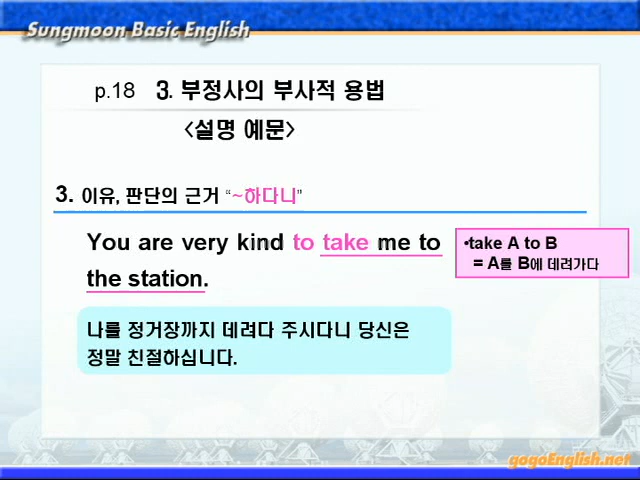 Sungmoon Basic English
p.18 3. 부정사의 부사적 용법
<설명 예문>
3. 이유, 판단의 근거 “~하다니”
You are very kind to take me to
the station.
•take A to B
= A를 B에 데려가다
나를 정거장까지 데려다 주시다니 당신은
정말 친절하십니다.
gogoEnglish.net